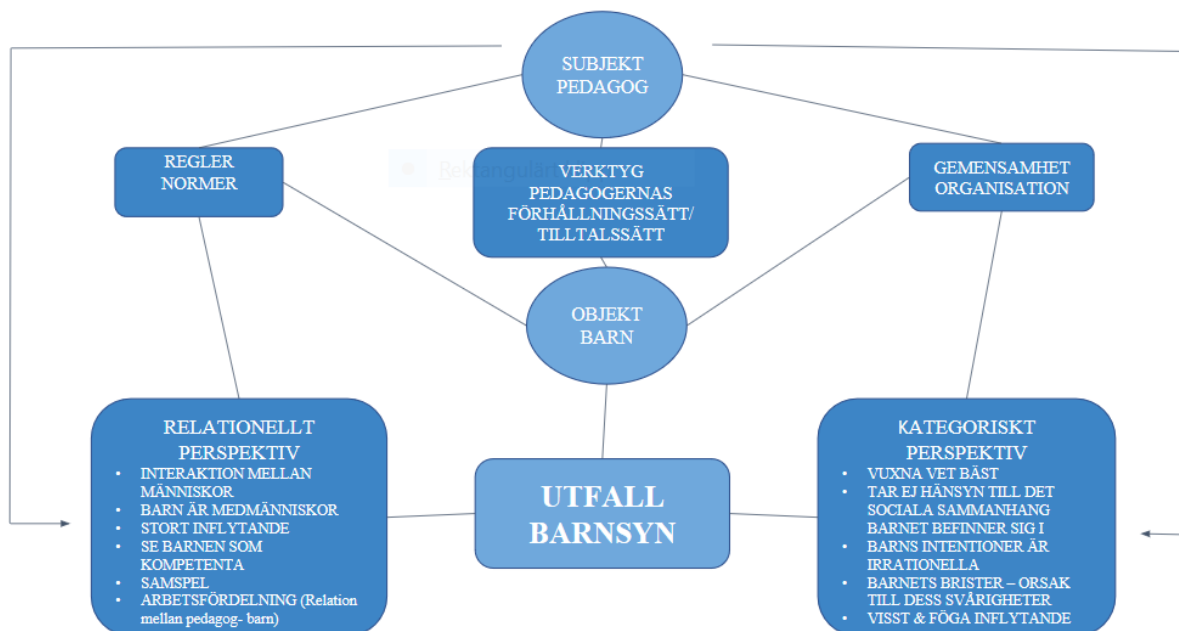 SUBJEKT
PEDAGOG
REGLER
NORMER
VERKTYG
PEDAGOGERNAS
FÖRHÅLLNINGSSÄTT/
TILLTALSSÄTT
GEMENSAMHET
ORGANISATION
OBJEKT
BARN
RELATIONELLT
PERSPEKTIV
• INTERAKTION MELLAN
MÄNNISKOR
• BARN ÄR MEDMÄNNISKOR
• STORT INFLYTANDE
• SE BARNEN SOM
KOMPETENTA
• SAMSPEL
• ARBETSFÖRDELNING (Relation
mellan pedagog- barn)
UTFALL
BARNSYN
KATEGORISKT
PERSPEKTIV
• VUXNA VET BÄST
• TAR EJ HÄNSYN TILL DET
SOCIALA SAMMANHANG
BARNET BEFINNER SIG I
• BARNS INTENTIONER ÄR
IRRATIONELLA
• BARNETS BRISTER – ORSAK
TILL DESS SVÅRIGHETER
• VISST & FÖGA INFLYTANDE